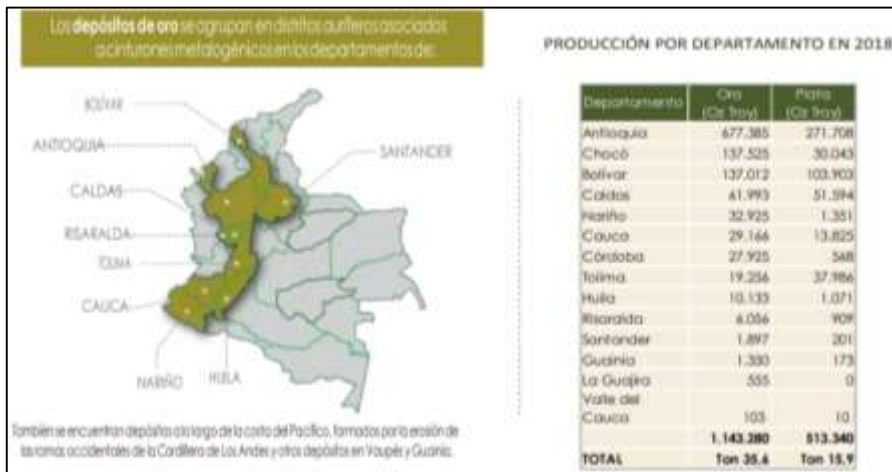 Los depósitos de oro se agrupan en distritos auríferos asociados
a cinturones metalogénicos en los departamentos de:
BOLÍVAR
ANTIOQUIA
SANTANDER
CALDAS
RISARALDA
TOLIMA
CAUCA
NARIÑO
HUILA
También se encuentran depósitos a lo largo de la costa del Pacífico, formados por la erosión de
las ramas occidentales de la Cordillera de Los Andes y otros depósitos en Vaupés y Guainía.
PRODUCCIÓN POR DEPARTAMENTO EN 2018
Departamento Oro (Oz Troy) Plata (Oz Troy)
Antioquia 677.385 271.708
Chocó 137.525 30.043
Bolívar 137.012 103.903
Caldas 61.993 51.594
Nariño 32.925 1.351
Cauca 29.166 13.825
Córdoba 27.925 568
Tolima 19.256 37.986
Huila 10.133 1.071
Risaralda 6.056 909
Santander 1.897 201
Guainía 173
La Guajira 555 0
Valle del
Cauca 103 10
1.143.280 513.340
TOTAL Ton 35.6 Ton 15.9